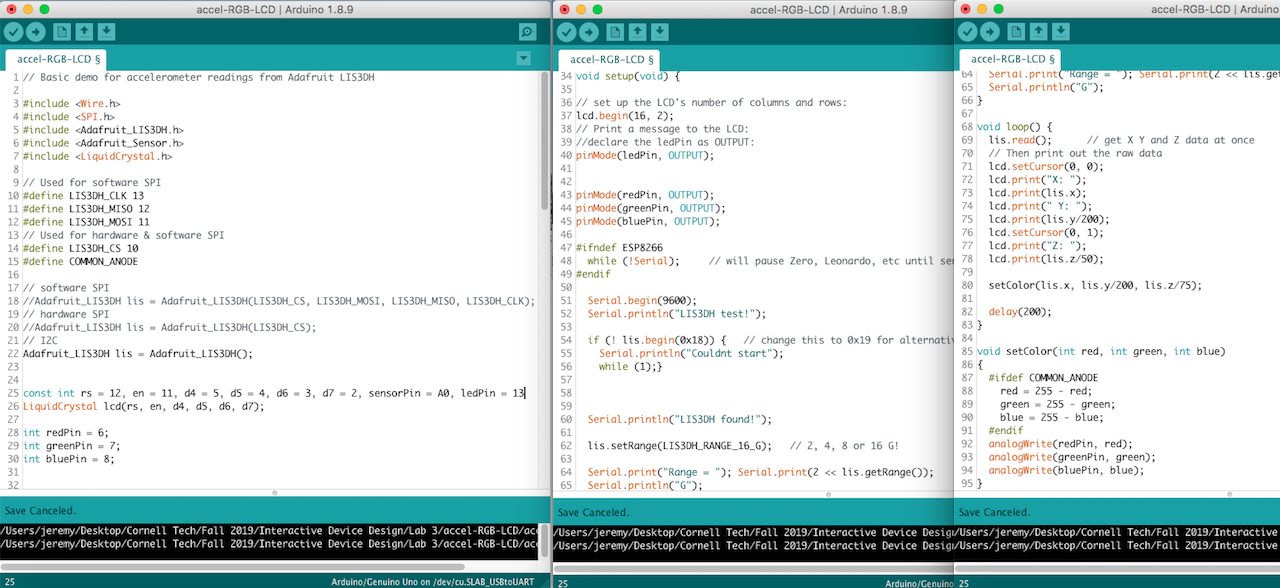 accel-RGB-LCD | Arduino 1.8.9
accel-RGB-LCD §
1 // Basic demo for accelerometer readings from Adafruit LIS3DH
2
3 #include <Wire.h>
4 #include <SPI.h>
5 #include <Adafruit_LIS3DH.h>
6 #include <Adafruit_Sensor.h>
7 #include <LiquidCrystal.h>
8
9 // Used for software SPI
10 #define LIS3DH_CLK 13
11 #define LIS3DH_MISO 12
12 #define LIS3DH_MOSI 11
13 // Used for hardware & software SPI
14 #define LIS3DH_CS 10
15 #define COMMON_ANODE
16
17 // software SPI
18 //Adafruit_LIS3DH lis = Adafruit_LIS3DH(LIS3DH_CS, LIS3DH_MOSI, LIS3DH_MISO, LIS3DH_CLK);
19 // hardware SPI
20 //Adafruit_LIS3DH lis = Adafruit_LIS3DH(LIS3DH_CS);
21 // I2C
22 Adafruit_LIS3DH lis = Adafruit_LIS3DH();
23
24
25 const int rs = 12, en = 11, d4 = 5, d5 = 4, d6 = 3, d7 = 2, sensorPin = A0, ledPin = 13
26 LiquidCrystal lcd(rs, en, d4, d5, d6, d7);
27
28 int redPin = 6;
29 int greenPin = 7;
30 int bluePin = 8;
31
32
Save Canceled.
/Users/jeremy/Desktop/Cornell Tech/Fall 2019/Interactive Device Design/Lab 3/accel-RGB-LCD/acc
/Users/jeremy/Desktop/Cornell Tech/Fall 2019/Interactive Device Design/Lab 3/accel-RGB-LCD/acc
25 Arduino/Genuino Uno on /dev/cu.SLAB_USBtoUART
accel-RGB-LCD | Arduino 1.8.9
accel-RGB-LCD §
34 void setup(void) {
35
36 // set up the LCD's number of columns and rows:
37 lcd.begin(16, 2);
38 // Print a message to the LCD:
39 //declare the ledPin as OUTPUT:
40 pinMode(ledPin, OUTPUT);
41
42
43 pinMode(redPin, OUTPUT);
44 pinMode(greenPin, OUTPUT);
45 pinMode(bluePin, OUTPUT);
46
47 #ifndef ESP8266
48 while (!Serial); // will pause Zero, Leonardo, etc until ser
49 #endif
50
51 Serial.begin(9600);
52 Serial.println("LIS3DH test!");
53
54 if (! lis.begin(0x18)) { // change this to 0x19 for alternativ
55 Serial.println("Couldnt start");
56 while (1);}
57
58
59
60 Serial.println("LIS3DH found!");
61
62 lis.setRange(LIS3DH_RANGE_16_G); // 2, 4, 8 or 16 G!
63
64 Serial.print("Range = "); Serial.print(2 << lis.getRange());
65 Serial.println("G");
Save Canceled.
/Users/jeremy/Desktop/Cornell Tech/Fall 2019/Interactive Device Desig
/Users/jeremy/Desktop/Cornell Tech/Fall 2019/Interactive Device Desig
25 Arduino/Genuino
accel-RGB-LCD | Arduino
accel-RGB-LCD §
64 Serial.print("Range = "); Serial.print(2 << lis.get
65 Serial.println("G");
66 }
67
68 void loop() {
69 lis.read(); // get X Y and Z data at once
70 // Then print out the raw data
71 lcd.setCursor(0, 0);
72 lcd.print("X: ");
73 lcd.print(lis.x);
74 lcd.print(" Y: ");
75 lcd.print(lis.y/200);
76 lcd.setCursor(0, 1);
77 lcd.print("Z: ");
78 lcd.print(lis.z/50);
79
80 setColor(lis.x, lis.y/200, lis.z/75);
81
82 delay(200);
83 }
84
85 void setColor(int red, int green, int blue)
86 {
87 #ifdef COMMON_ANODE
88 red = 255 - red;
89 green = 255 - green;
90 blue = 255 - blue;
91 #endif
92 analogWrite(redPin, red);
93 analogWrite(greenPin, green);
94 analogWrite(bluePin, blue);
95 }
Save Canceled.
/Users/jeremy/Desktop/Cornell Tech/Fall 2019/Interactive
/Users/jeremy/Desktop/Cornell Tech/Fall 2019/Interactive
25